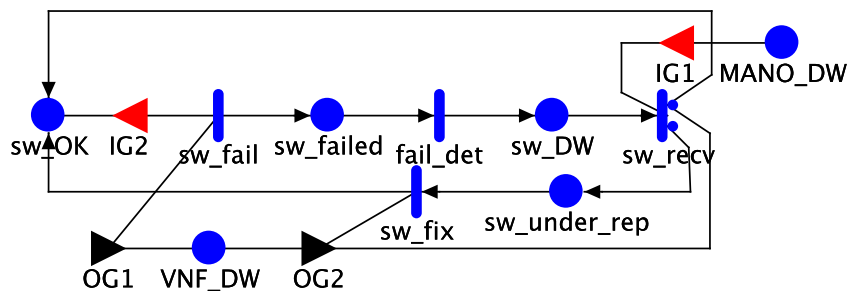 IG1
MANO_DW
sw_OK
IG2
sw_fail
sw_failed
fail_det
sw_DW
sw_recv
sw_fix
sw_under_rep
OG1
VNF_DW
OG2